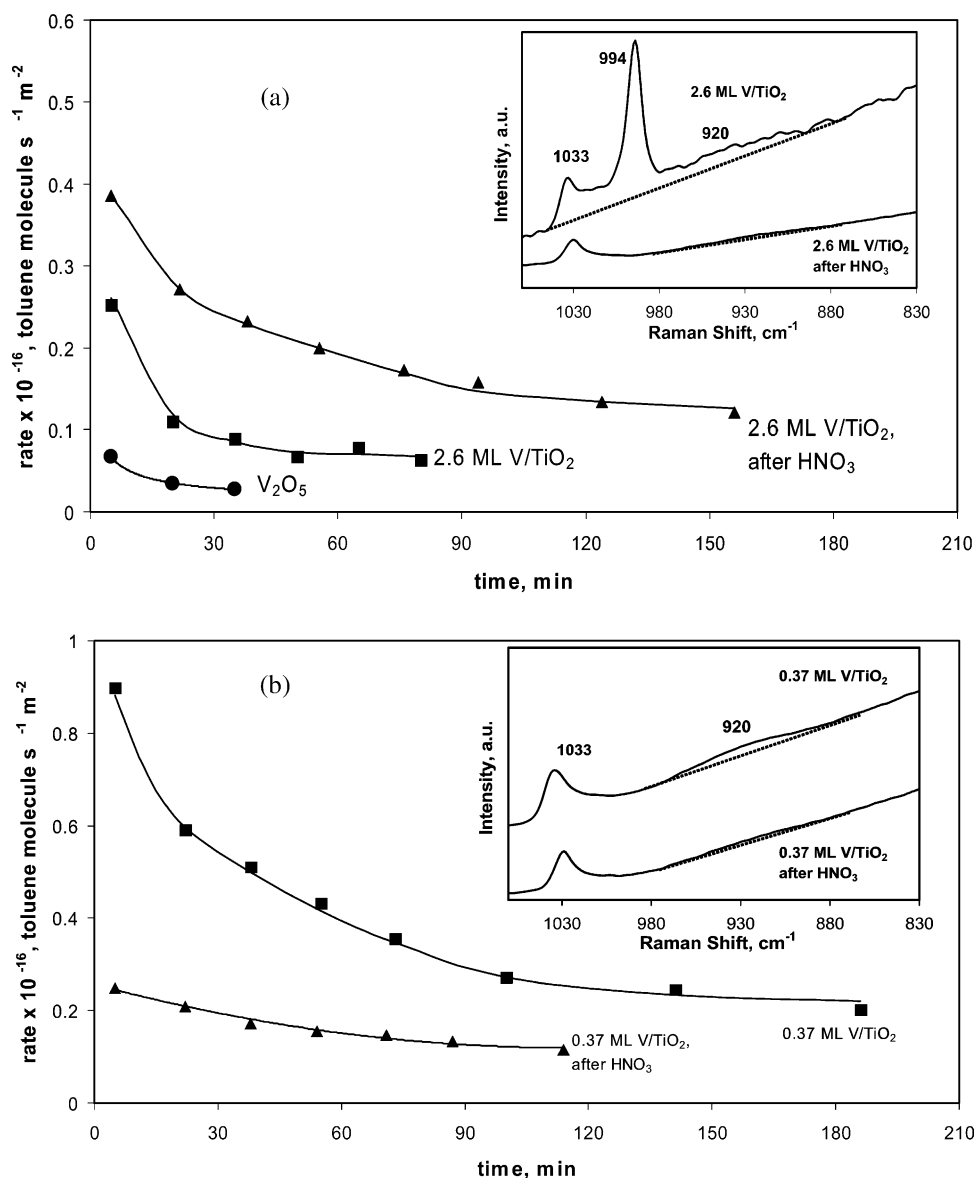 0.6
0.5
0.4
0.3
0.2
0.1
0
rate x 10 -16, toluene molecule s -1 m-2
(a)
994
1033
920
2.6 ML V/TiO2
2.6 ML V/TiO2
after HNO3
Intensity, a.u.
1030 980 930 880 830
Raman Shift, cm-1
2.6 ML V/TiO2,
after HNO3
2.6 ML V/TiO2
V2O5
0 30 60 90 120 150 180 210
time, min
1
0.8
0.6
0.4
0.2
0
rate x 10 -16, toluene molecule s -1 m-2
(b)
0.37 ML V/TiO2
920
1033
0.37 ML V/TiO2
after HNO3
Intensity, a.u.
1030 980 930 880 830
Raman Shift, cm-1
0.37 ML V/TiO2
0.37 ML V/TiO2,
after HNO3
0 30 60 90 120 150 180 210
time, min